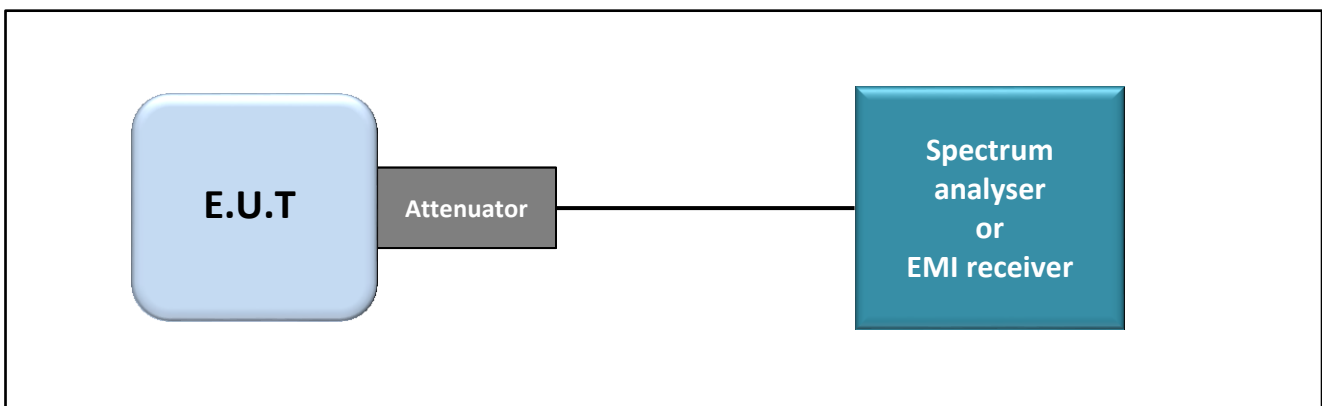 E.U.T
Attenuator
Spectrum
analyser
or
EMI receiver